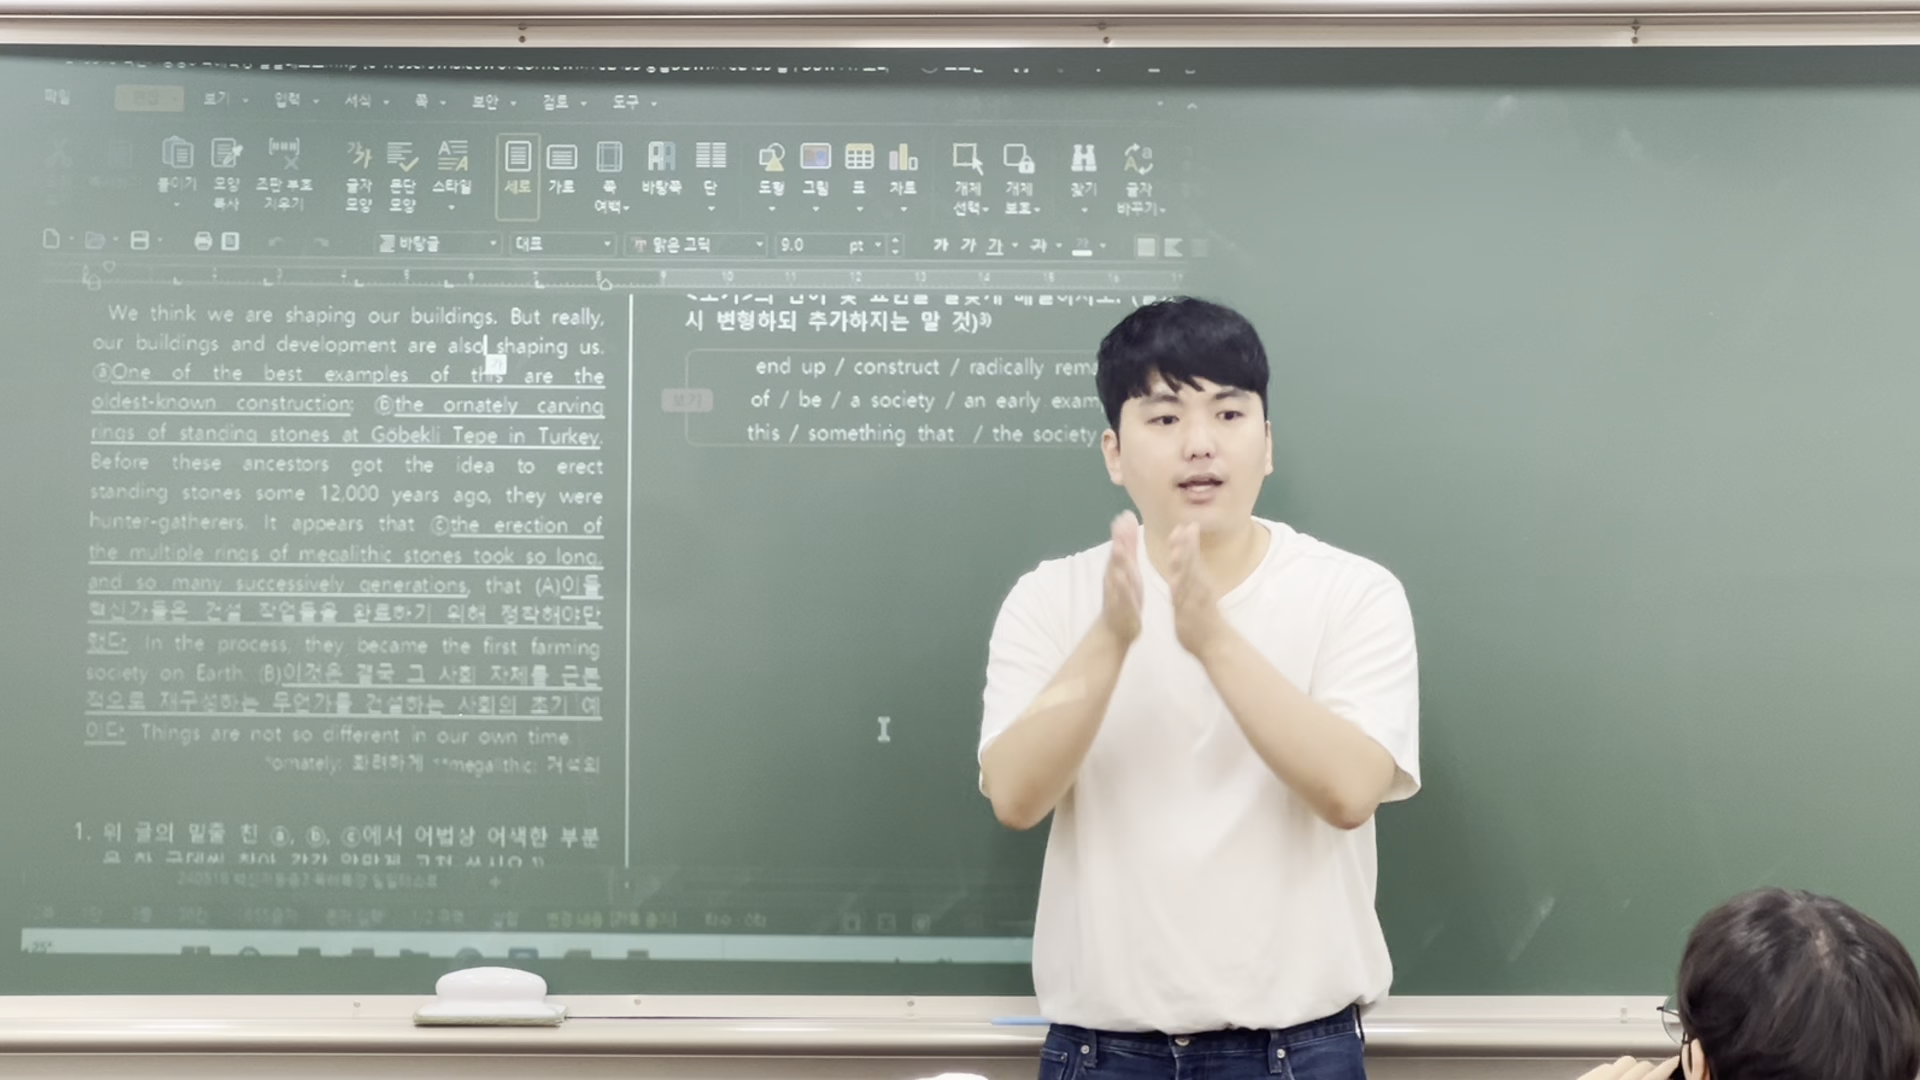 파일 편집 보기 입력 서식 쪽 보안 검토 도구
붙이기 모양 복사 조판 부호 지우기 글자 모양 문단 모양 스타일 세로 가로 쪽 여백 바탕쪽 단 도형 그림 표 차트 개체 선택 개체 보호 찾기 글자 바꾸기
바탕글 대표 맑은 고딕 9.0 pt 가 가 가 가 가
We think we are shaping our buildings. But really,
our buildings and development are also shaping us.
ⓐOne of the best examples of this are the
oldest-known construction: ⓑthe ornately carving
rings of standing stones at Göbekli Tepe in Turkey.
Before these ancestors got the idea to erect
standing stones some 12,000 years ago, they were
hunter-gatherers. It appears that ⓒthe erection of
the multiple rings of megalithic stones took so long,
and so many successively generations, that (A)이들
혁신가들은 건설 작업들을 완료하기 위해 정착해야만
했다. In the process, they became the first farming
society on Earth. (B)이것은 결국 그 사회 자체를 근본
적으로 재구성하는 무언가를 건설하는 사회의 초기 예
이다. Things are not so different in our own time.
*ornately: 화려하게 **megalithic: 거석의
1. 위 글의 밑줄 친 ⓐ, ⓑ, ⓒ에서 어법상 어색한 부분
시 변형하되 추가하지는 말 것)3)
end up / construct / radically
보기 of / be / a society / an early
this / something that / the society